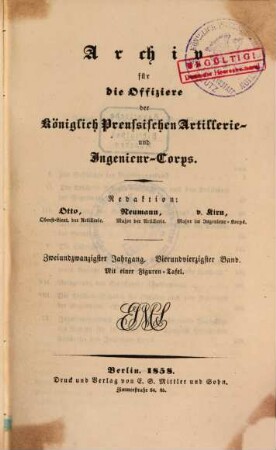 Archiv
für
die Offiziere
der
Königlich Preußischen Artillerie-
und
Ingenieur-Corps.
UNGÜLTIG!
Redaktion:
Otto, Neumann, v. Kirn,
Oberst-Lieut. der Artillerie. Major der Artillerie. Major im Ingenieur-Korps.
Zweiundzwanzigster Jahrgang. Vierundvierzigster Band.
Mit einer Figuren-Tafel.
EMS
Berlin. 1858.
Druck und Verlag von E. S. Mittler und Sohn.
Zimmerstraße 84. 85.